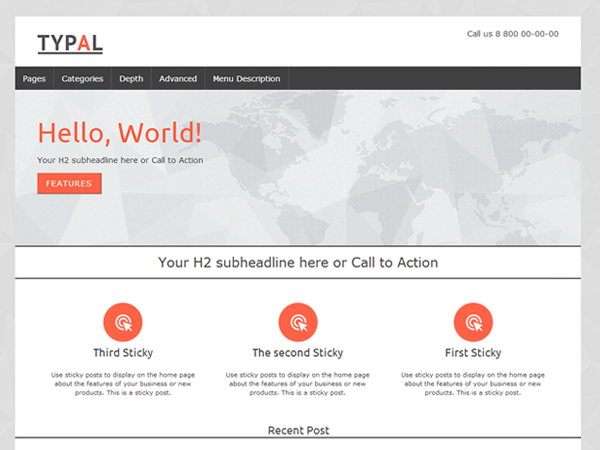 TYPAL
Call us 8 800 00-00-00
Pages Categories Depth Advanced Menu Description
Hello, World!
Your H2 subheadline here or Call to Action
FEATURES
Your H2 subheadline here or Call to Action
Third Sticky
Use sticky posts to display on the home page
about the features of your business or new
products. This is a sticky post.
The second Sticky
Use sticky posts to display on the home page
about the features of your business or new
products. This is a sticky post.
First Sticky
Use sticky posts to display on the home page
about the features of your business or new
products. This is a sticky post.
Recent Post